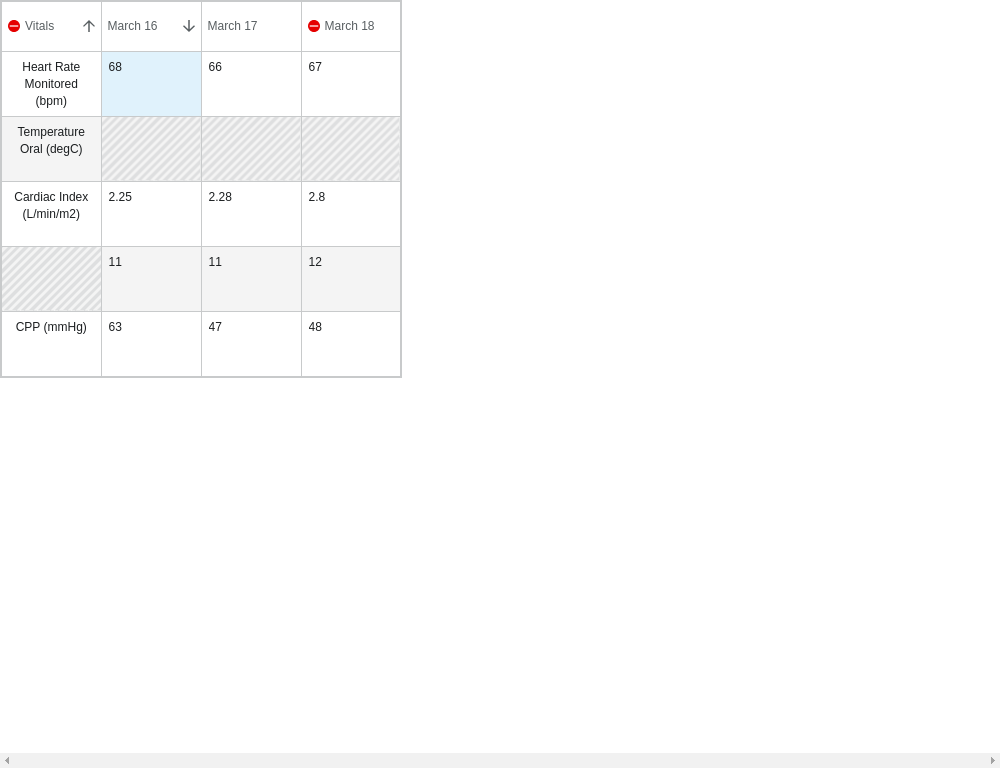 Vitals March 16 March 17 March 18
Heart Rate 68 66 67
Monitored
(bpm)
Temperature
Oral (degC)
Cardiac Index 2.25 2.28 2.8
(L/min/m2)
11 11 12
CPP (mmHg) 63 47 48